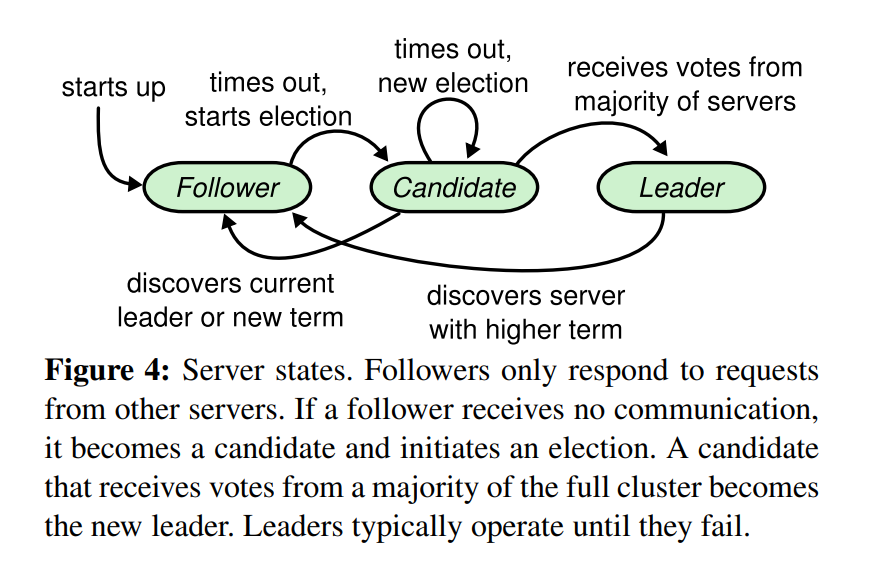 starts up
times out,
starts election
times out,
new election
receives votes from
majority of servers
Follower
Candidate
Leader
discovers current
leader or new term
discovers server
with higher term
Figure 4: Server states. Followers only respond to requests
from other servers. If a follower receives no communication,
it becomes a candidate and initiates an election. A candidate
that receives votes from a majority of the full cluster becomes
the new leader. Leaders typically operate until they fail.